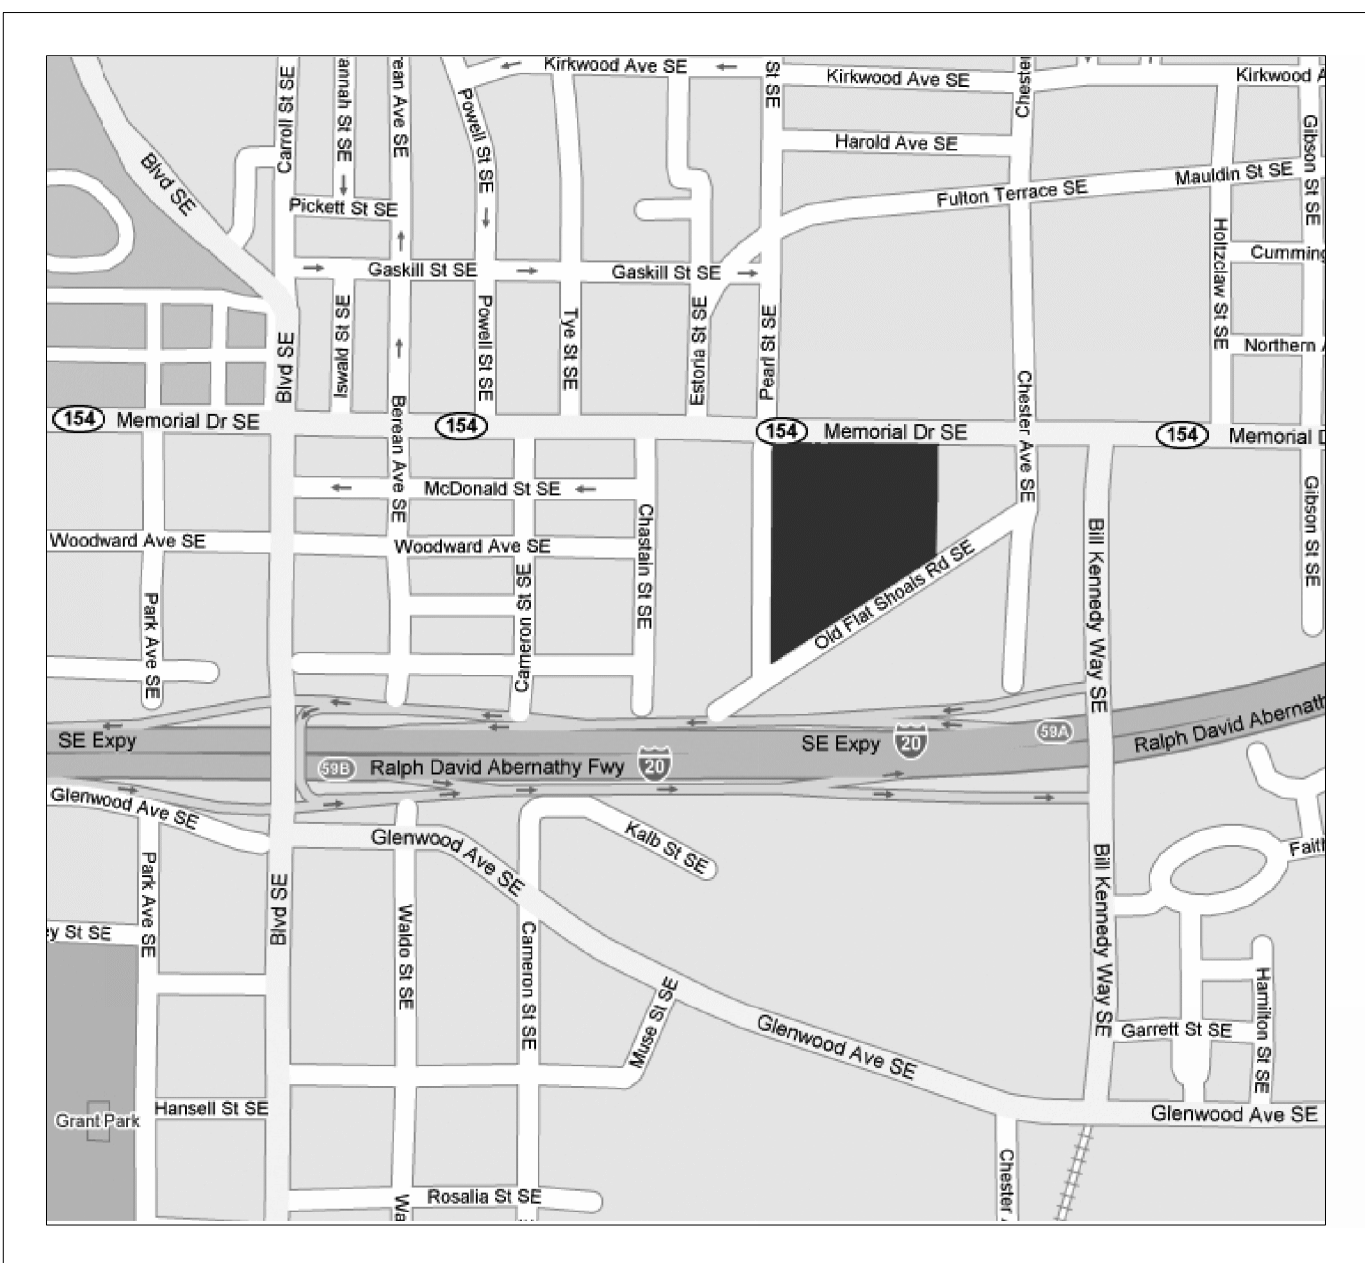 Kirkwood Ave SE
Kirkwood Ave SE
Kirkwood A
Carroll St SE
annah St SE
ean Ave SE
Powell St SE
St SE
Cheste
Gibson St SE
Harold Ave SE
Blvd SE
Mauldin St SE
Fulton Terrace SE
Pickett St SE
Holtzclaw St SE
Cumming
Gaskill St SE
Gaskill St SE
Iswald St SE
Powell St SE
Tye St SE
Estoria St SE
Pearl St SE
Blvd SE
Northern A
Chester Ave SE
Berean Ave SE
154
Memorial Dr SE
154
154
Memorial Dr SE
154
Memorial D
McDonald St SE
Gibson St SE
Chastain St SE
Bill Kennedy Way SE
Woodward Ave SE
Woodward Ave SE
Old Flat Shoals Rd SE
Cameron St SE
Park Ave SE
SE Expy
SE Expy
20
59A
Ralph David Abernath
59B
Ralph David Abernathy Fwy
20
Glenwood Ave SE
Glenwood Ave SE
Kalb St SE
Faith
Park Ave SE
Blvd SE
Bill Kennedy Way SE
Waldo St SE
Cameron St SE
y St SE
Hamilton St SE
Muse St SE
Glenwood Ave SE
Garrett St SE
Hansell St SE
Grant Park
Glenwood Ave SE
Chester
Wa
Rosalia St SE